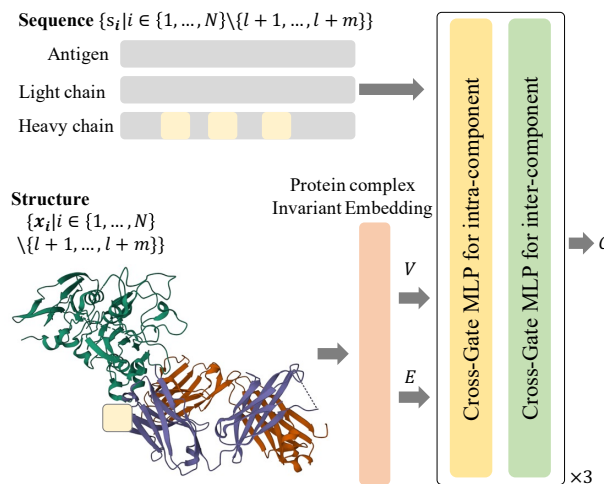 Sequence {s_i|i ∈ {1, …, N}\{l + 1, …, l + m}}
Antigen
Light chain
Heavy chain
Structure
{x_i|i ∈ {1, …, N}
\{l + 1, …, l + m}}
Protein complex
Invariant Embedding
V
E
Cross-Gate MLP for intra-component
Cross-Gate MLP for inter-component
×3